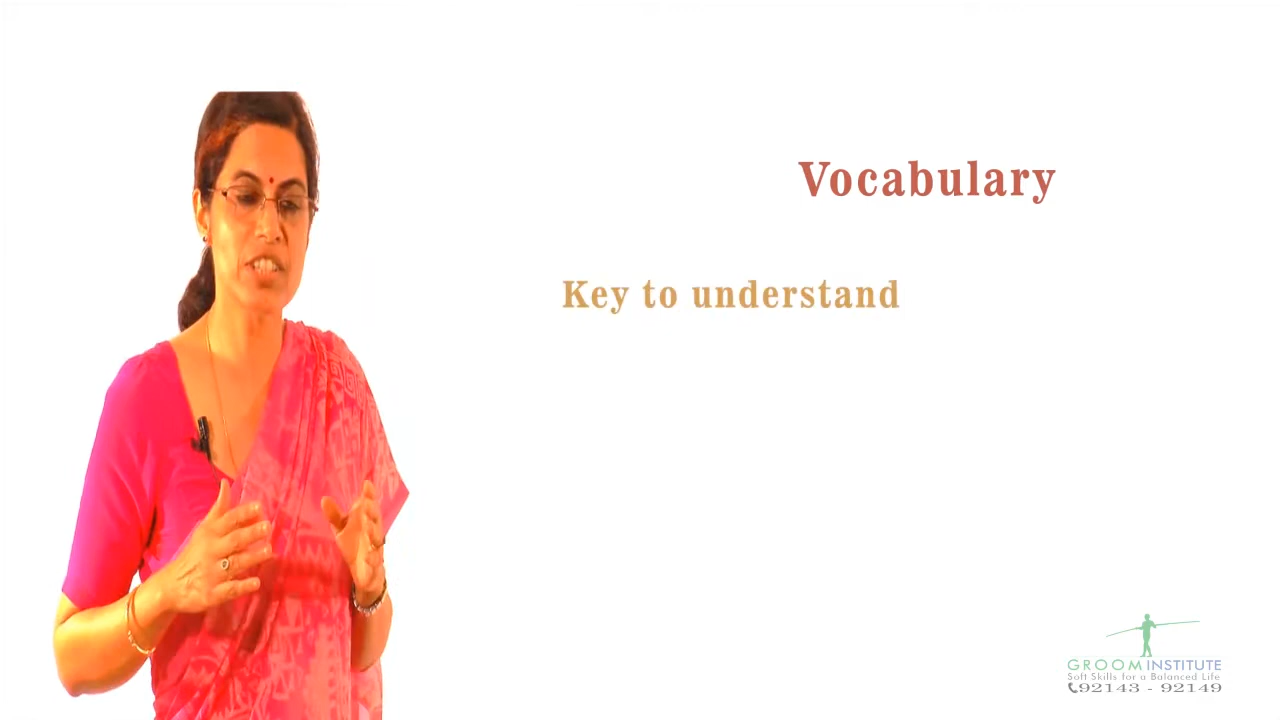 Vocabulary
Key to understand
GROOM INSTITUTE
Soft Skills for a Balanced Life
92143 - 92149